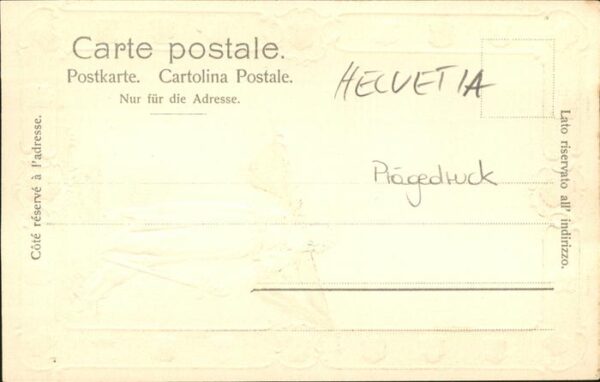 Carte postale.
Postkarte. Cartolina Postale.
Nur für die Adresse.
HELVETIA
Prägedruck
Côté réservé à l'adresse.
Lato riservato all' indirizzo.